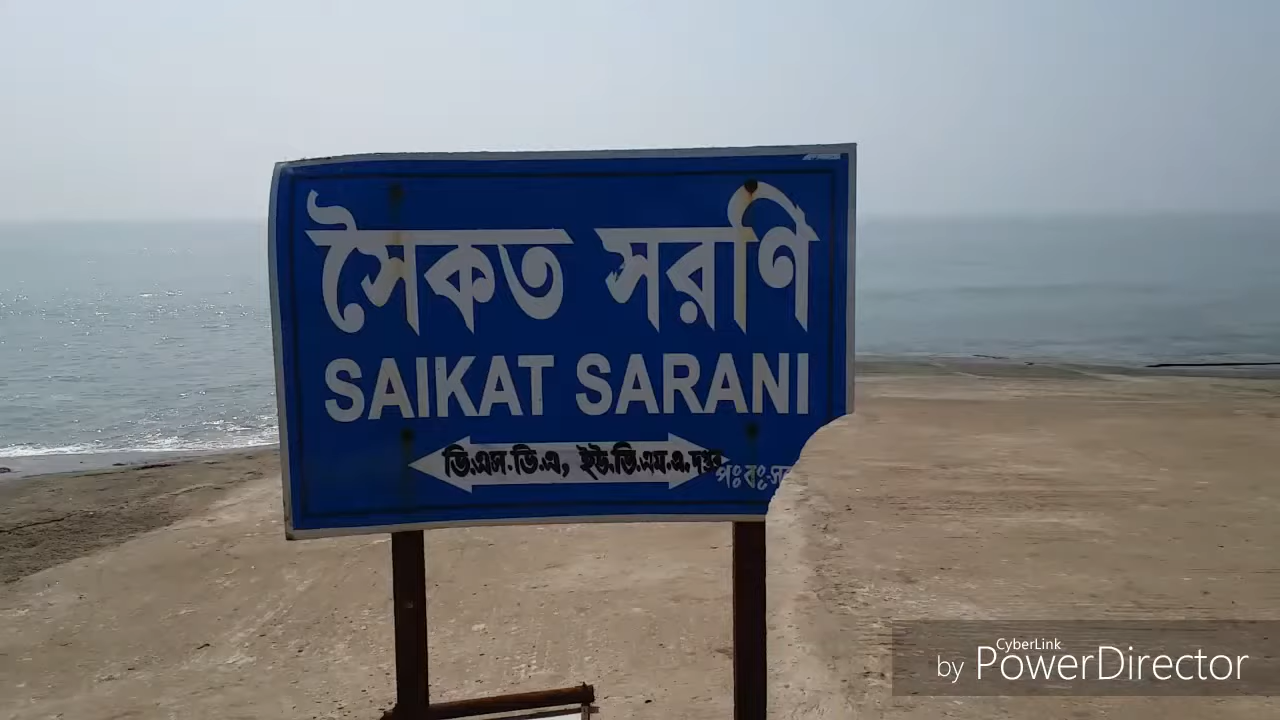 সৈকত সরণি
SAIKAT SARANI
ডি.এস.ডি.এ, ইউ.ডি.এম.এ.দপ্তর
পঃবঃ
CyberLink
by PowerDirector